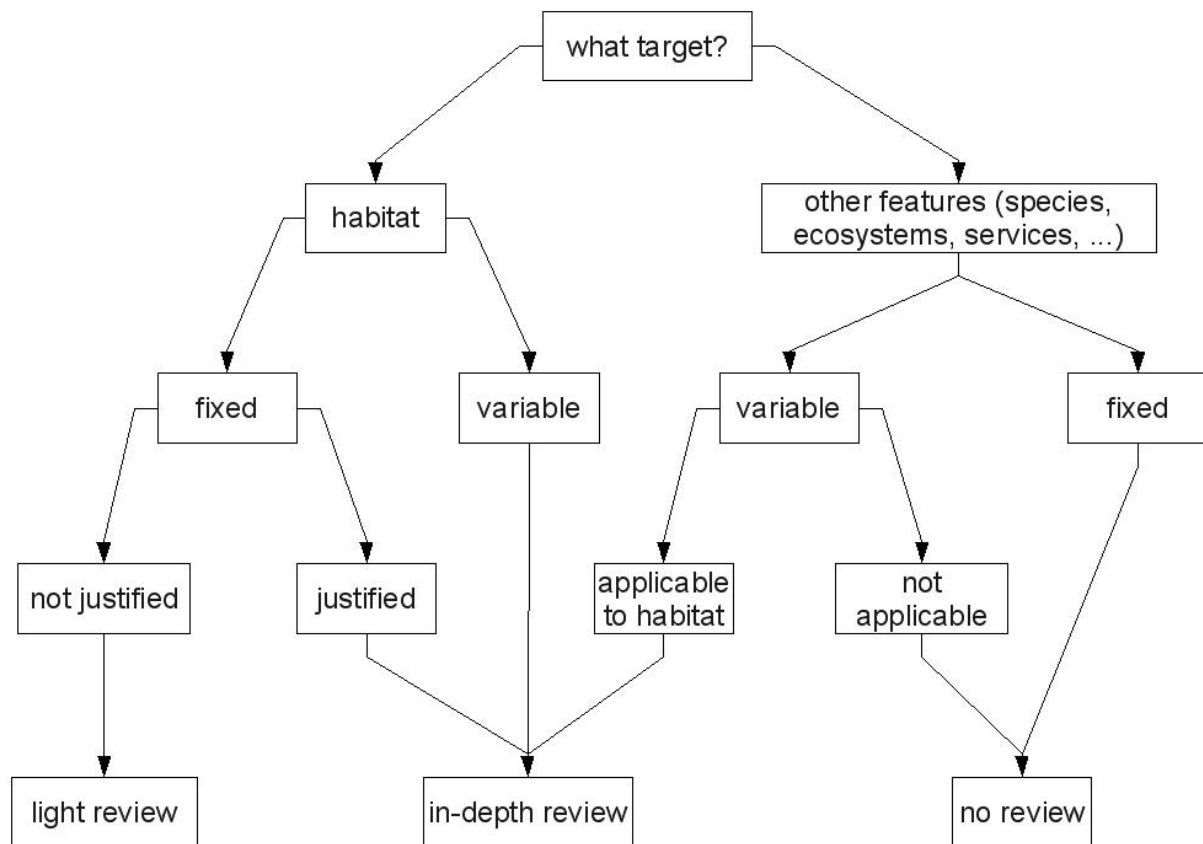 what target?
habitat
other features (species,
ecosystems, services, ...)
fixed
variable
variable
fixed
not justified
justified
applicable
to habitat
not
applicable
light review
in-depth review
no review